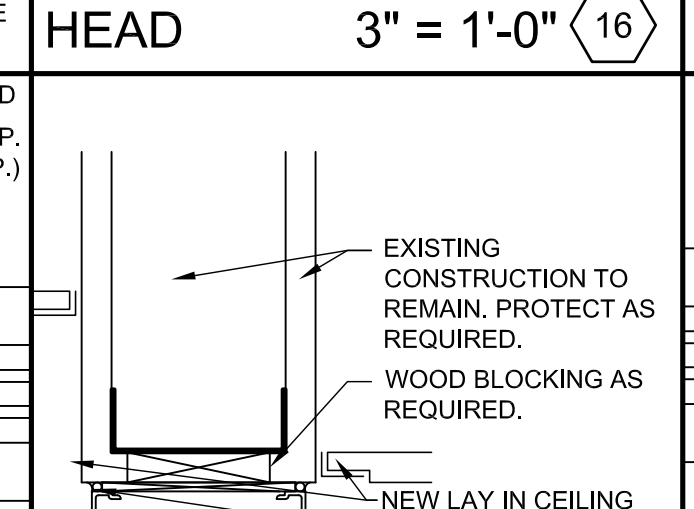 E
HEAD 3" = 1'-0" 16
D
P.
P.)
EXISTING
CONSTRUCTION TO
REMAIN. PROTECT AS
REQUIRED.
WOOD BLOCKING AS
REQUIRED.
NEW LAY IN CEILING